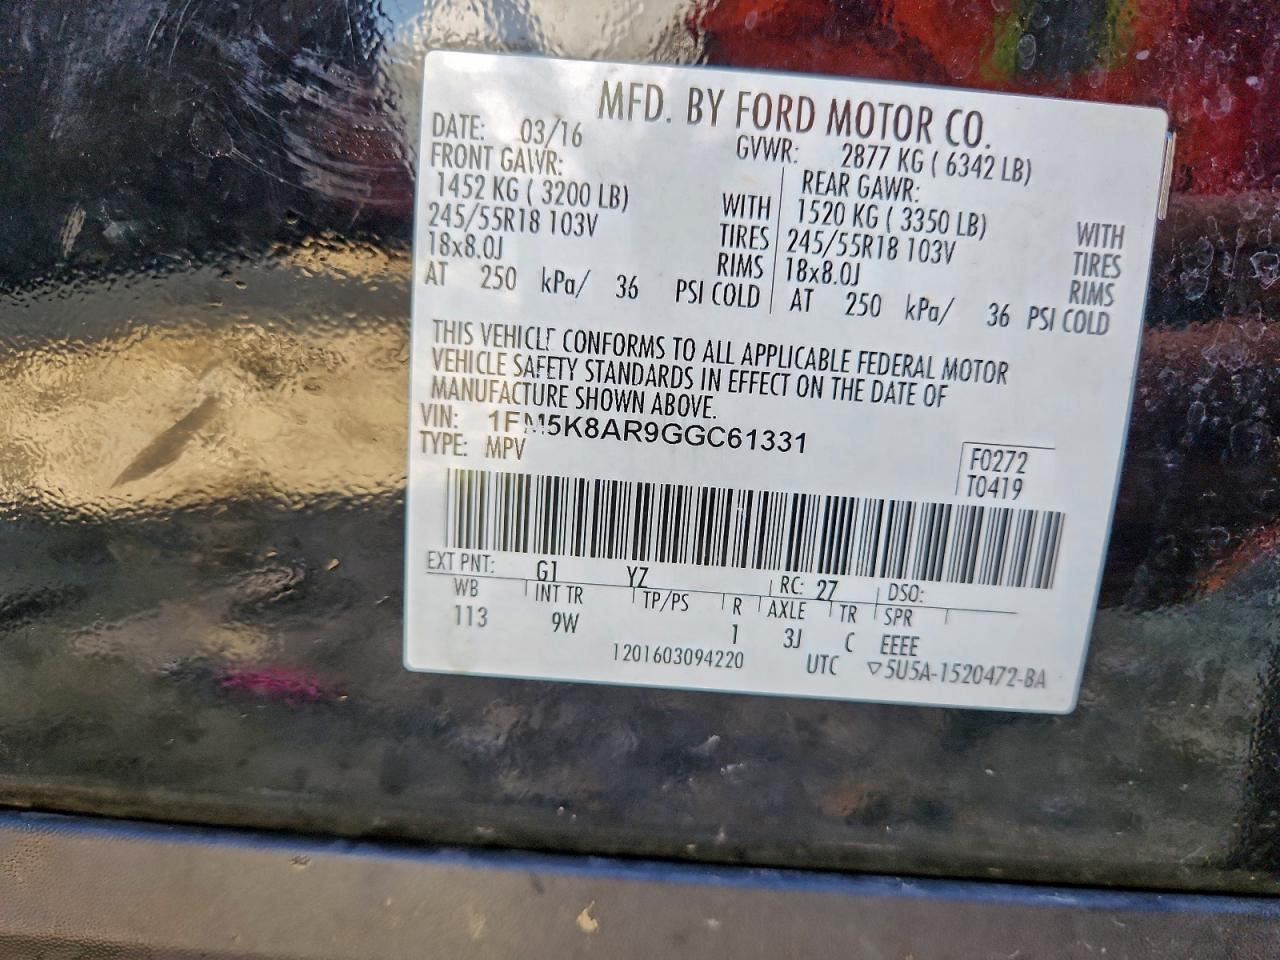 MFD. BY FORD MOTOR CO.
DATE: 03/16 GVWR: 2877 KG ( 6342 LB)
FRONT GAWR: REAR GAWR:
1452 KG ( 3200 LB) WITH 1520 KG ( 3350 LB) WITH
245/55R18 103V TIRES 245/55R18 103V TIRES
18x8.0J RIMS 18x8.0J RIMS
AT 250 kPa/ 36 PSI COLD AT 250 kPa/ 36 PSI COLD
THIS VEHICLE CONFORMS TO ALL APPLICABLE FEDERAL MOTOR
VEHICLE SAFETY STANDARDS IN EFFECT ON THE DATE OF
MANUFACTURE SHOWN ABOVE.
VIN: 1FM5K8AR9GGC61331
TYPE: MPV
F0272
T0419
EXT PNT: G1 YZ RC: 27 DSO:
WB INT TR TP/PS R AXLE TR SPR
113 9W 1 3J C EEEE
1201603094220 UTC ▽5U5A-1520472-BA